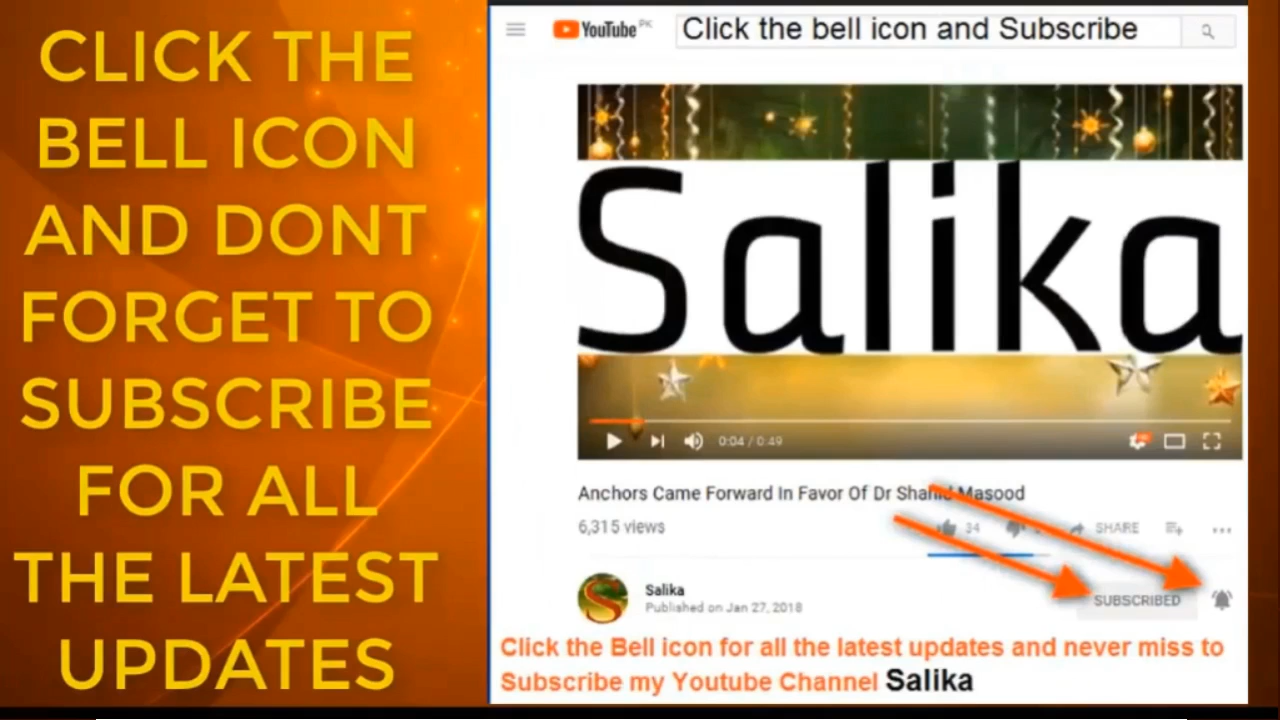 CLICK THE
BELL ICON
AND DONT
FORGET TO
SUBSCRIBE
FOR ALL
THE LATEST
UPDATES
YouTube PK
Click the bell icon and Subscribe
Salika
0:04 / 0:49
Anchors Came Forward In Favor Of Dr Shahid Masood
6,315 views
34
SHARE
S
Salika
Published on Jan 27, 2018
SUBSCRIBED
Click the Bell icon for all the latest updates and never miss to
Subscribe my Youtube Channel Salika